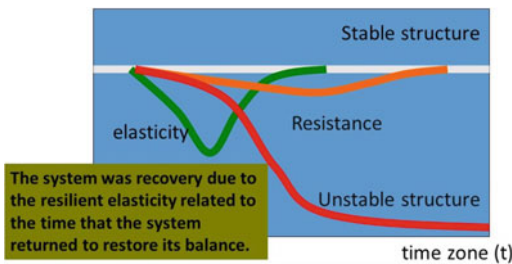 Stable structure
elasticity
Resistance
The system was recovery due to
the resilient elasticity related to
the time that the system
returned to restore its balance.
Unstable structure
time zone (t)